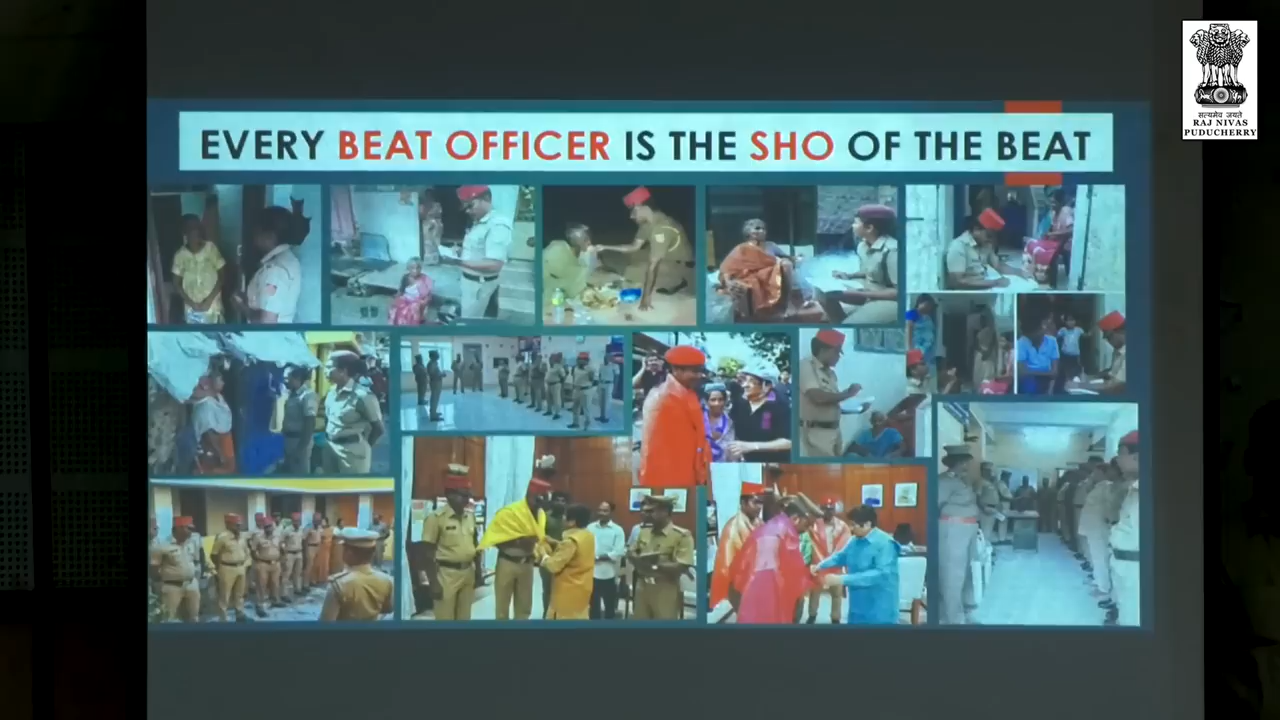 EVERY BEAT OFFICER IS THE SHO OF THE BEAT
सत्यमेव जयते
RAJ NIVAS
PUDUCHERRY